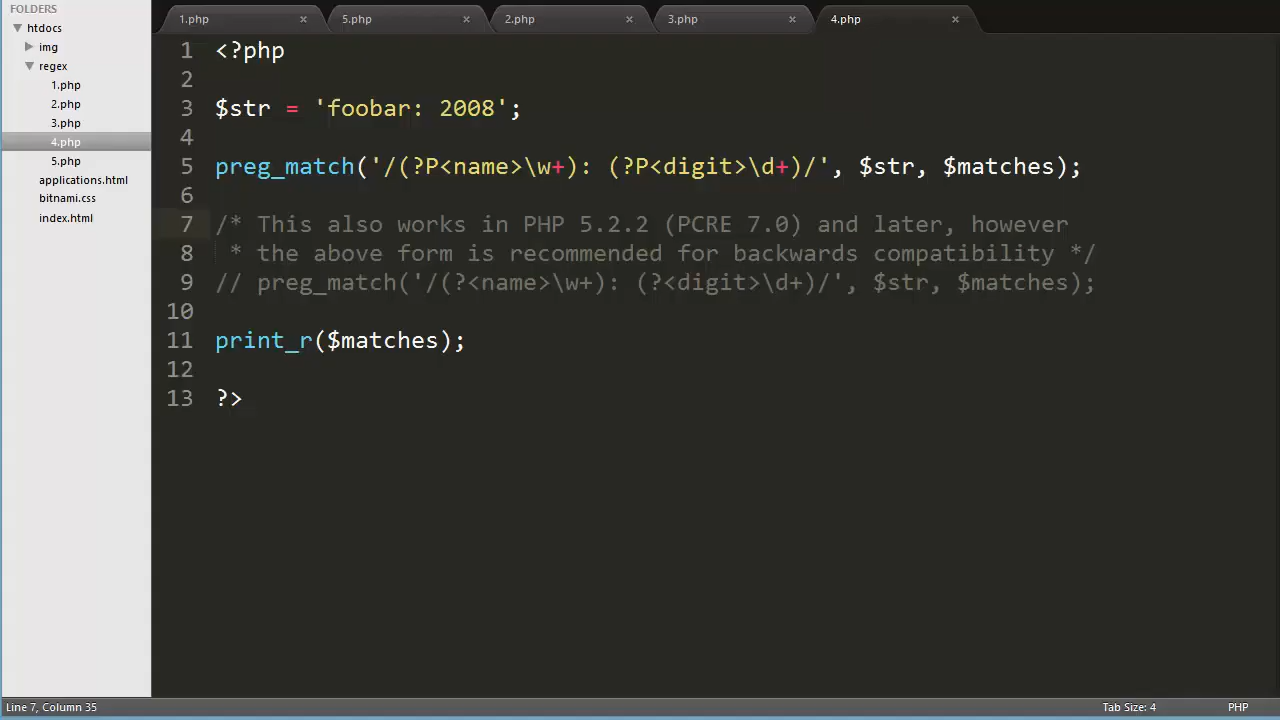 FOLDERS
htdocs
img
regex
1.php
2.php
3.php
4.php
5.php
applications.html
bitnami.css
index.html
1.php × 5.php × 2.php × 3.php × 4.php ×
1 <?php
2
3 $str = 'foobar: 2008';
4
5 preg_match('/(?P<name>\w+): (?P<digit>\d+)/', $str, $matches);
6
7 /* This also works in PHP 5.2.2 (PCRE 7.0) and later, however
8 * the above form is recommended for backwards compatibility */
9 // preg_match('/(?<name>\w+): (?<digit>\d+)/', $str, $matches);
10
11 print_r($matches);
12
13 ?>
Line 7, Column 35 Tab Size: 4 PHP